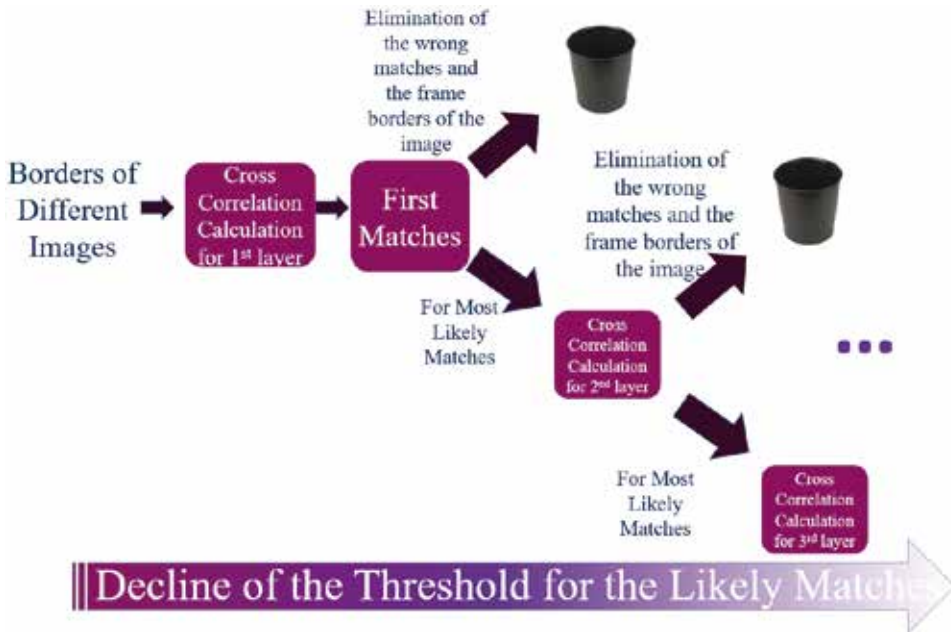 Elimination of
the wrong
matches and
the frame
borders of the
image
Borders of
Different
Images
Cross
Correlation
Calculation
for 1st layer
First
Matches
Elimination of
the wrong
matches and the
frame borders of
the image
For Most
Likely
Matches
Cross
Correlation
Calculation
for 2nd layer
For Most
Likely
Matches
Cross
Correlation
Calculation
for 3rd layer
Decline of the Threshold for the Likely Matches